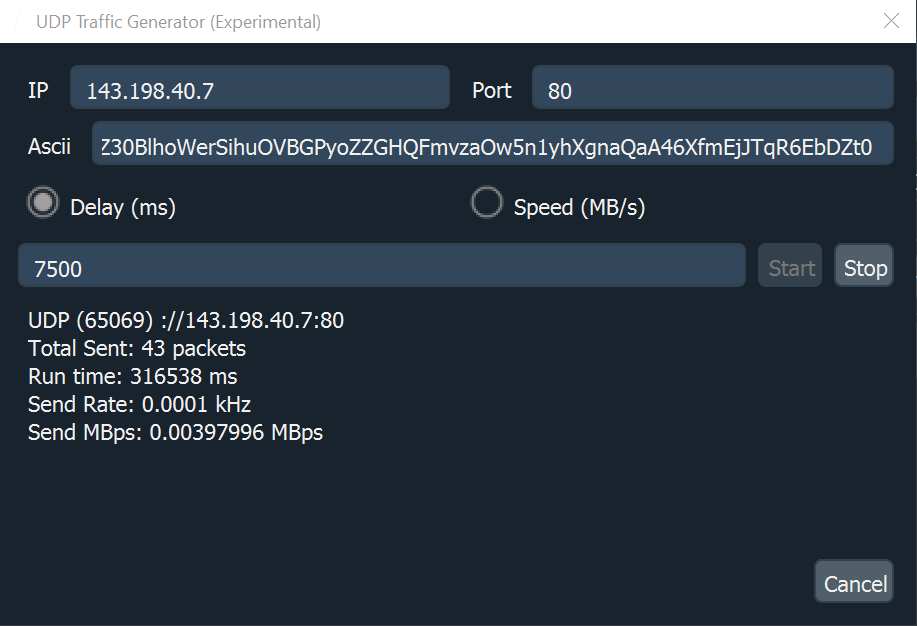 UDP Traffic Generator (Experimental)
IP 143.198.40.7 Port 80
Ascii Z30BlhoWerSihuOVBGPyoZZGHQFmvzaOw5n1yhXgnaQaA46XfmEjJTqR6EbDZt0
Delay (ms) Speed (MB/s)
7500 Start Stop
UDP (65069) ://143.198.40.7:80
Total Sent: 43 packets
Run time: 316538 ms
Send Rate: 0.0001 kHz
Send MBps: 0.00397996 MBps
Cancel